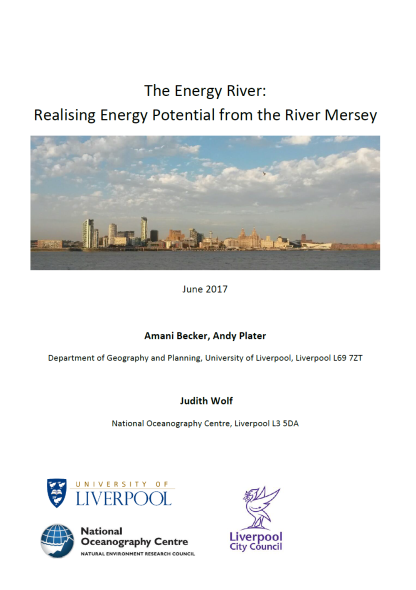 The Energy River:
Realising Energy Potential from the River Mersey
June 2017
Amani Becker, Andy Plater
Department of Geography and Planning, University of Liverpool, Liverpool L69 7ZT
Judith Wolf
National Oceanography Centre, Liverpool L3 5DA
UNIVERSITY OF
LIVERPOOL
National
Oceanography Centre
NATURAL ENVIRONMENT RESEARCH COUNCIL
Liverpool
City Council